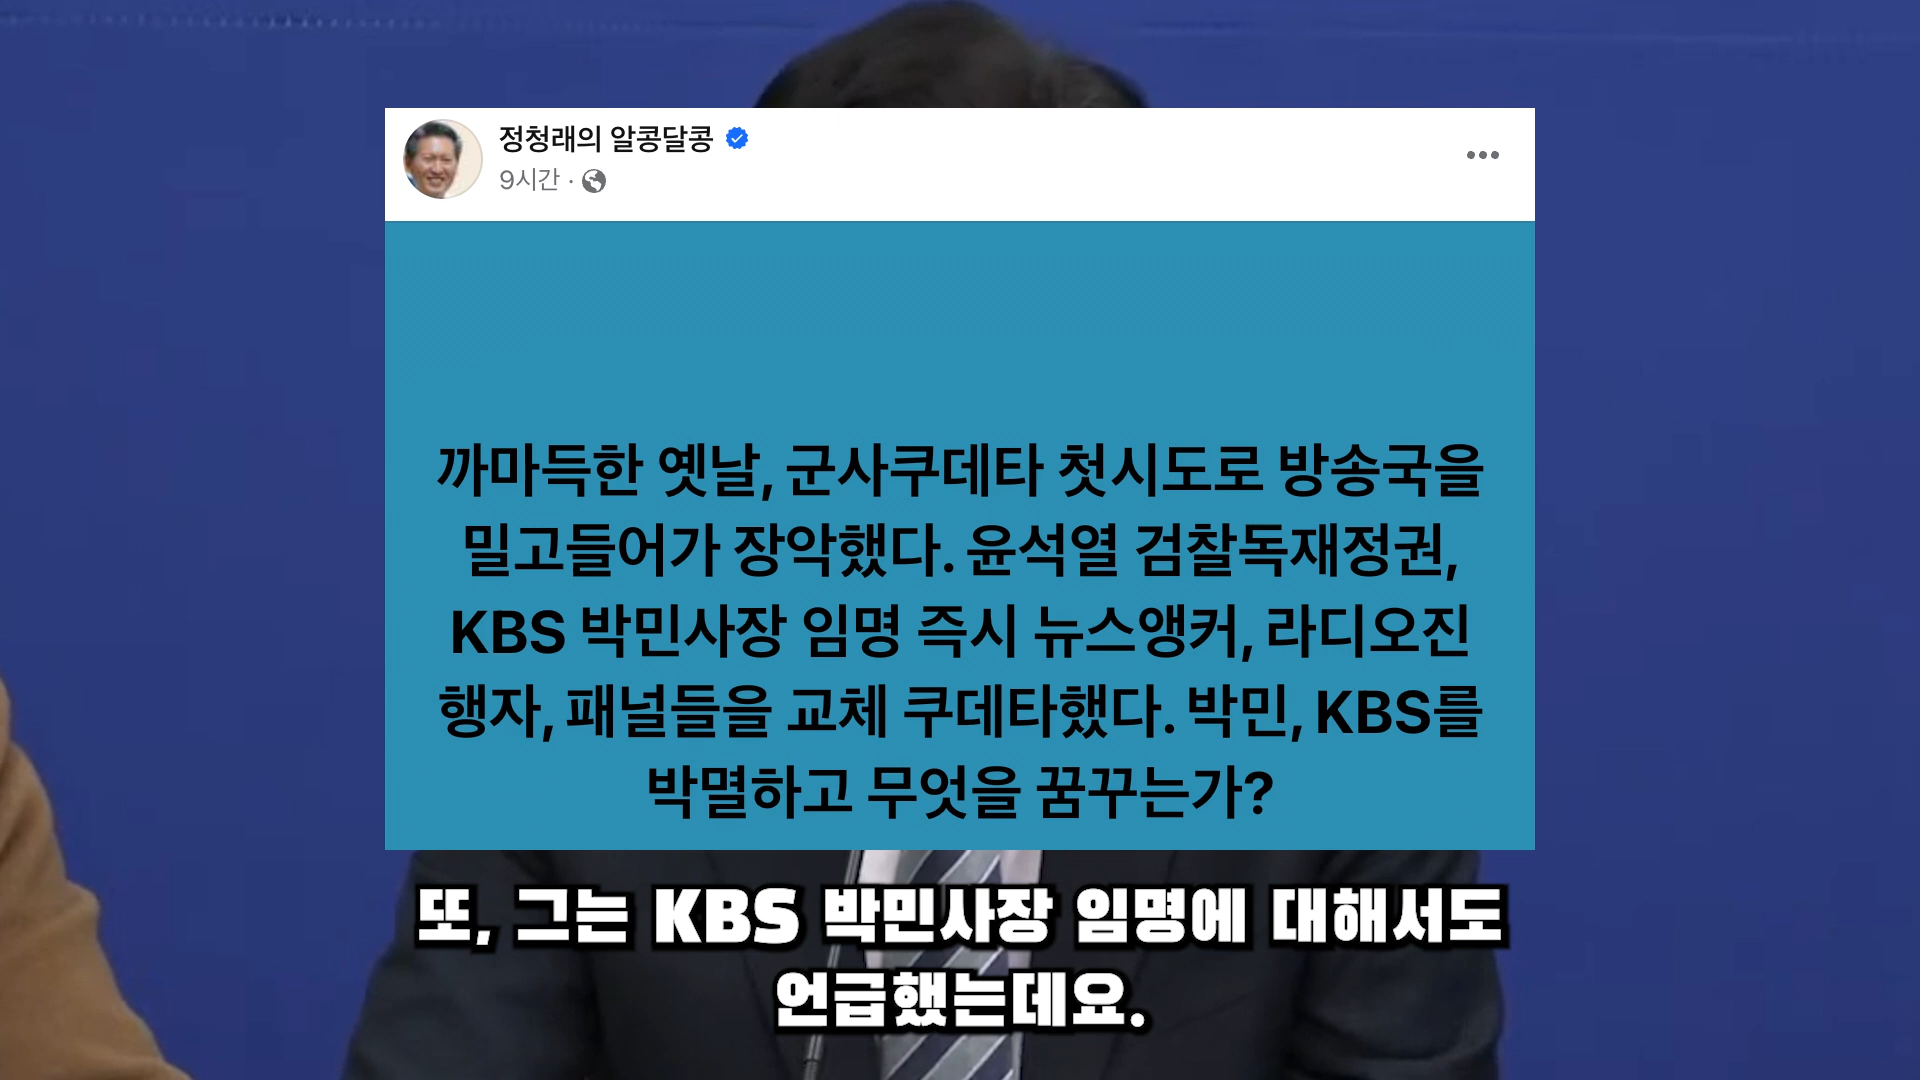 정청래의 알콩달콩
9시간 ·
까마득한 옛날, 군사쿠데타 첫시도로 방송국을
밀고들어가 장악했다. 윤석열 검찰독재정권,
KBS 박민사장 임명 즉시 뉴스앵커, 라디오진
행자, 패널들을 교체 쿠데타했다. 박민, KBS를
박멸하고 무엇을 꿈꾸는가?
또, 그는 KBS 박민사장 임명에 대해서도
언급했는데요.